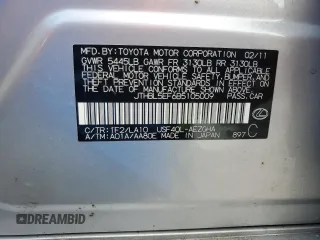 MFD.BY:TOYOTA MOTOR CORPORATION 02/11
GVWR 5445LB GAWR FR 3130LB RR 3130LB
THIS VEHICLE CONFORMS TO ALL APPLICABLE
FEDERAL MOTOR VEHICLE SAFETY, BUMPER, AND
THEFT PREVENTION STANDARDS IN EFFECT ON
THE DATE OF MANUFACTURE SHOWN ABOVE.
JTHBL5EF6B5105009 PASS. CAR
C/TR:1F2/LA10 USF40L-AEZGHA
A/TM:A01A/AA80E MADE IN JAPAN 897 C
DREAMBID